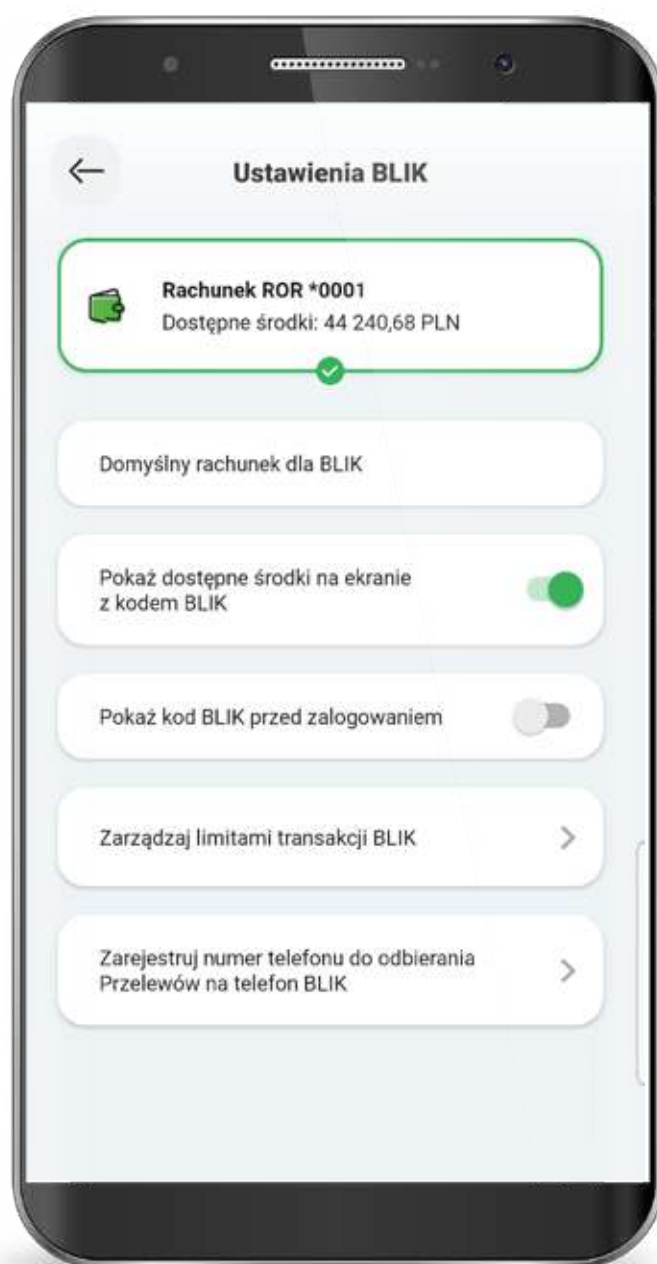 Ustawienia BLIK
Rachunek ROR *0001
Dostępne środki: 44 240,68 PLN
Domyślny rachunek dla BLIK
Pokaż dostępne środki na ekranie
z kodem BLIK
Pokaż kod BLIK przed zalogowaniem
Zarządzaj limitami transakcji BLIK
Zarejestruj numer telefonu do odbierania
Przelewów na telefon BLIK